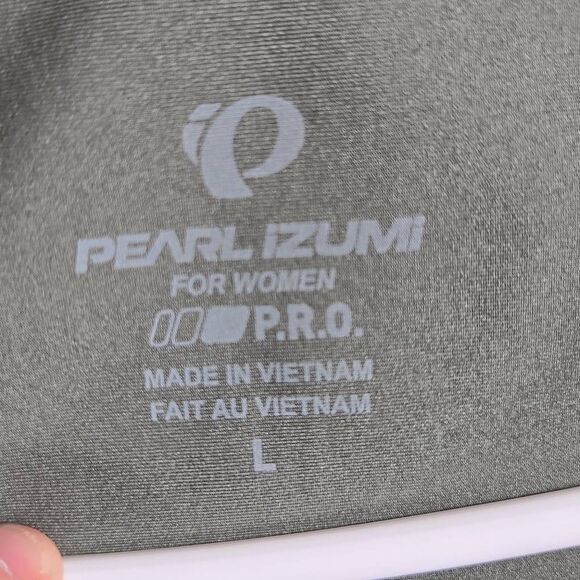 PEARL iZUMi
FOR WOMEN
P.R.O.
MADE IN VIETNAM
FAIT AU VIETNAM
L